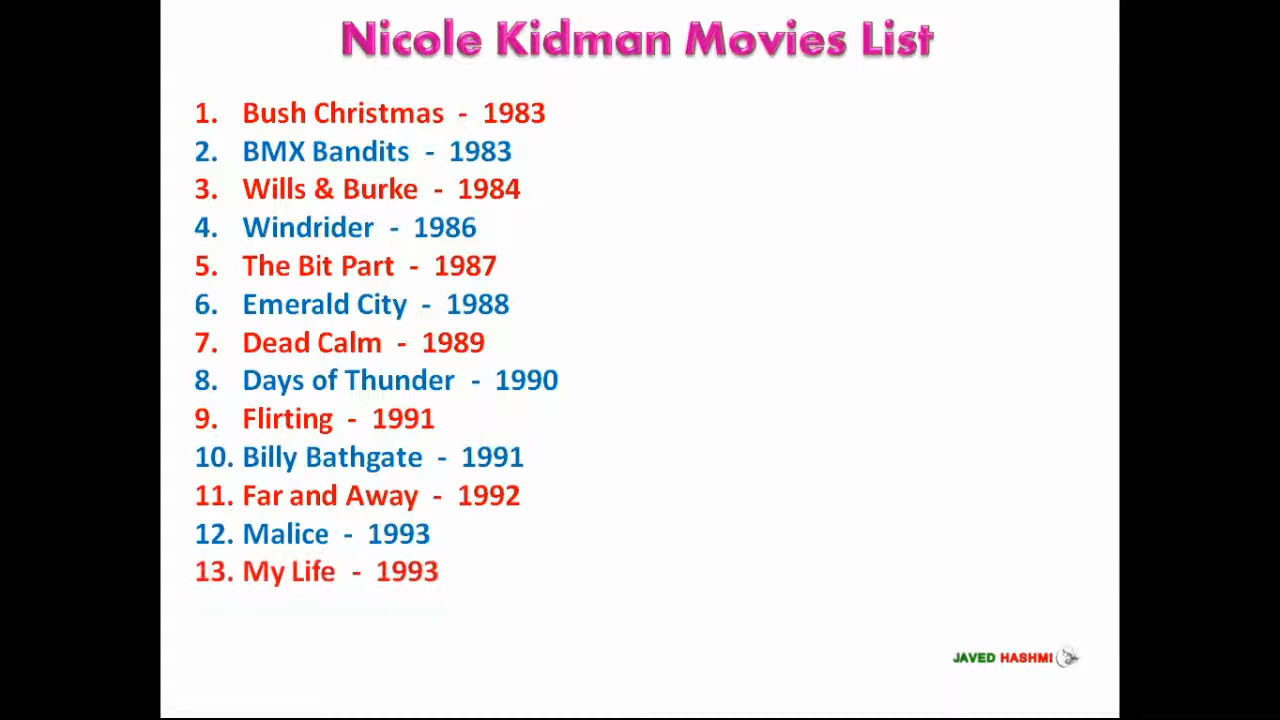 Nicole Kidman Movies List
1. Bush Christmas - 1983
2. BMX Bandits - 1983
3. Wills & Burke - 1984
4. Windrider - 1986
5. The Bit Part - 1987
6. Emerald City - 1988
7. Dead Calm - 1989
8. Days of Thunder - 1990
9. Flirting - 1991
10. Billy Bathgate - 1991
11. Far and Away - 1992
12. Malice - 1993
13. My Life - 1993
JAVED HASHMI